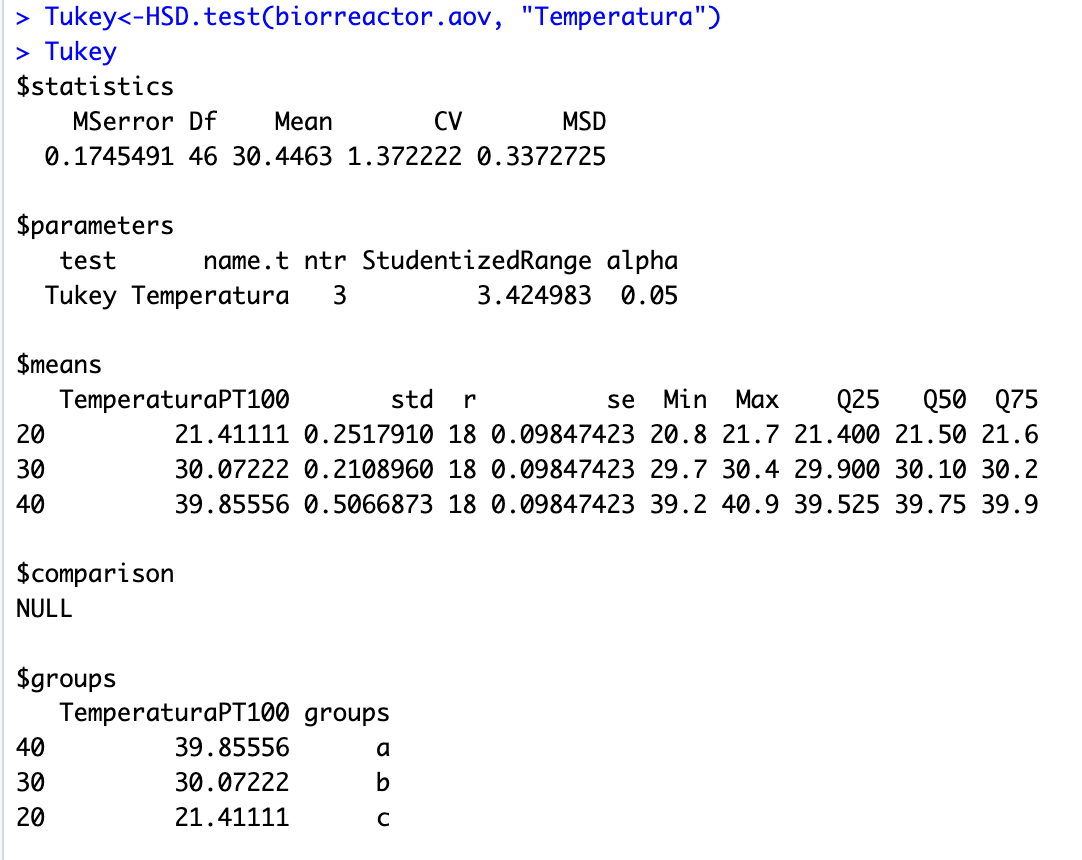 > Tukey<-HSD.test(biorreactor.aov, "Temperatura")
> Tukey
$statistics
    MSerror Df    Mean       CV       MSD
  0.1745491 46 30.4463 1.372222 0.3372725

$parameters
   test      name.t ntr StudentizedRange alpha
  Tukey Temperatura   3         3.424983  0.05

$means
   TemperaturaPT100       std  r         se  Min  Max    Q25   Q50  Q75
20         21.41111 0.2517910 18 0.09847423 20.8 21.7 21.400 21.50 21.6
30         30.07222 0.2108960 18 0.09847423 29.7 30.4 29.900 30.10 30.2
40         39.85556 0.5066873 18 0.09847423 39.2 40.9 39.525 39.75 39.9

$comparison
NULL

$groups
   TemperaturaPT100 groups
40         39.85556      a
30         30.07222      b
20         21.41111      c